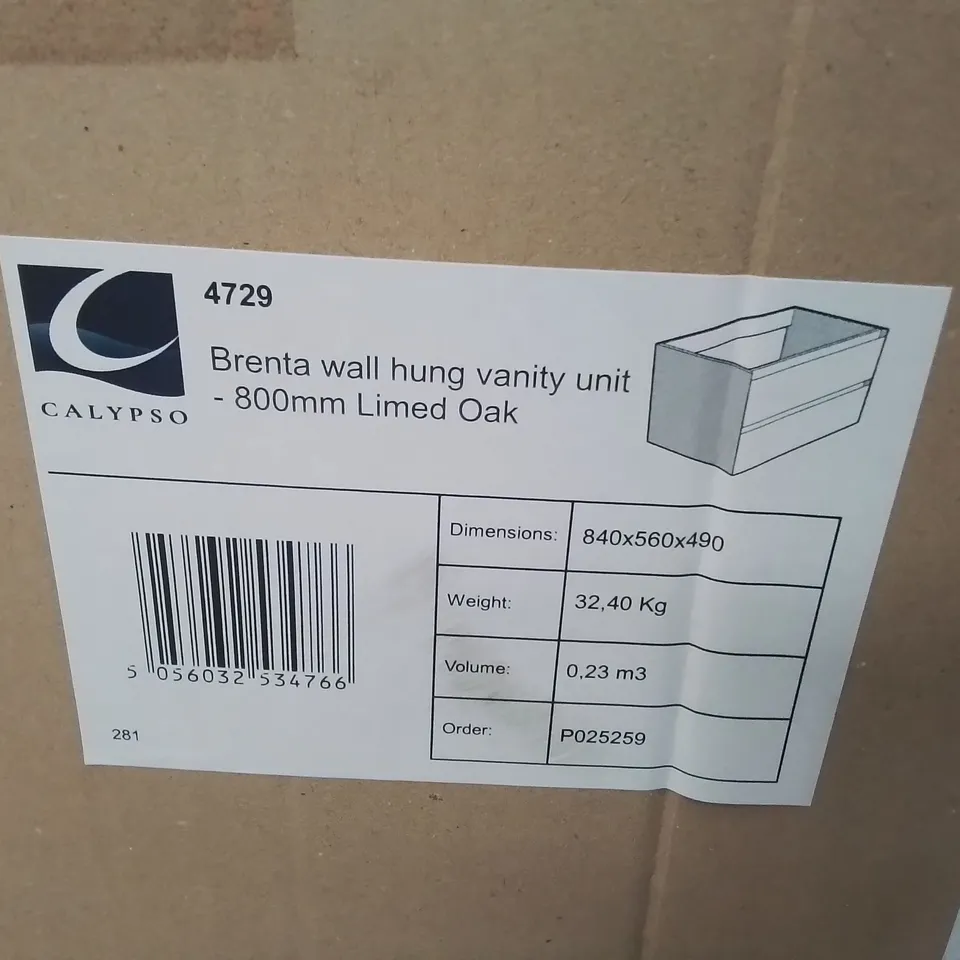 4729
Brenta wall hung vanity unit
- 800mm Limed Oak
CALYPSO
Dimensions: 840x560x490
Weight: 32,40 Kg
Volume: 0,23 m3
Order: P025259
5 056032 534766
281